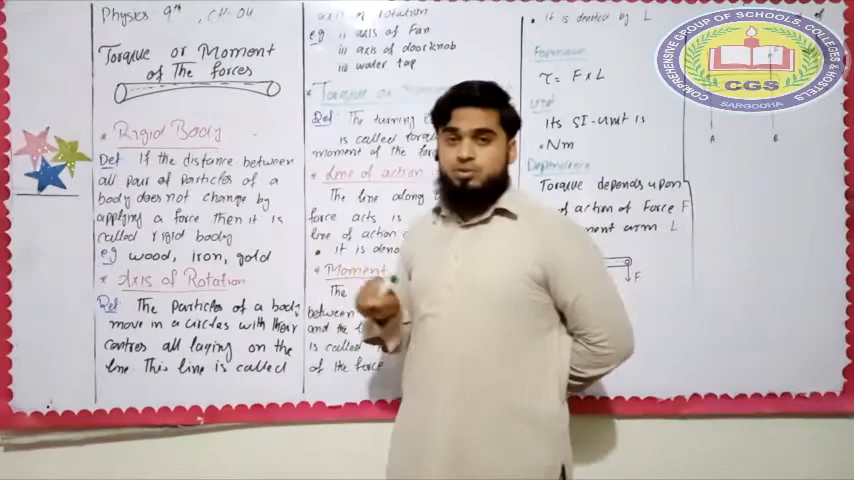 Physics 9th, CH-04
Torque or Moment
of The forces
* Rigid Body
Def: If the distance between
all pair of particles of a
body does not change by
applying a force then it is
called rigid body
eg wood, iron, gold
* Axis of Rotation
Def: The particles of a body
move in a circles with their
centres all laying on the
line. This line is called
axis of rotation
eg i) axis of Fan
ii) axis of doorknob
iii) water tap
* Torque or
Def: The turning
is called
moment of the
* Line of action
The line along
force acts is
line of action
• it is
* Moment
The
between
and the
is called
of the force
• it is denoted by L
Formula
τ = F x L
Unit
Its SI-unit is
= Nm
Dependence
Torque depends upon
of action of Force F
arm L
F
A
B
COMPREHENSIVE GROUP OF SCHOOLS, COLLEGES & HOSTELS
CGS
SARGODHA